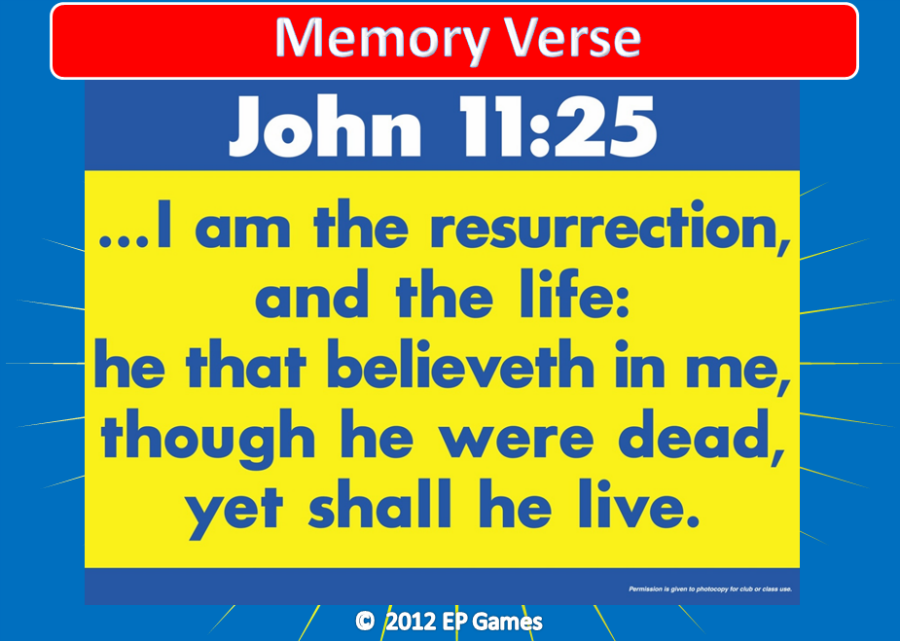 Memory Verse
John 11:25
...I am the resurrection,
and the life:
he that believeth in me,
though he were dead,
yet shall he live.
Permission is given to photocopy for club or class use.
© 2012 EP Games